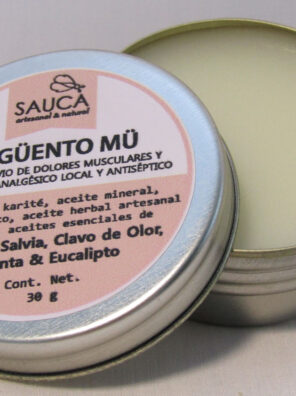 SAUCA
artesanal & natural
GÜENTO MÜ
VIO DE DOLORES MUSCULARES Y
ANALGÉSICO LOCAL Y ANTISÉPTICO
karité, aceite mineral,
o, aceite herbal artesanal
aceites esenciales de
Salvia, Clavo de Olor,
nta & Eucalipto
Cont. Net.
30 g